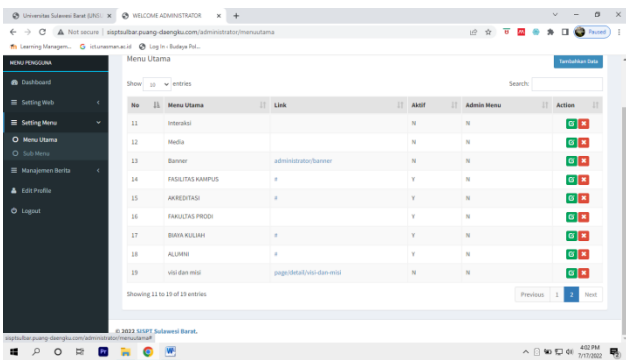 Universitas Sulawesi Barat (UNSU
WELCOME ADMINISTRATOR
Not secure | sisptsulbar.puang-daengku.com/administrator/menuutama
Paused
Learning Managem...
ictunasman.ac.id
Log In ‹ Budaya Pol...
MENU PENGGUNA
Dashboard
Setting Web
Setting Menu
Menu Utama
Sub Menu
Manajemen Berita
Edit Profile
Logout
Menu Utama
Tambahkan Data
Show 10 entries
Search:
No Menu Utama Link Aktif Admin Menu Action
11 Interaksi N N
12 Media N N
13 Banner administrator/banner N N
14 FASILITAS KAMPUS # Y N
15 AKREDITASI # Y N
16 FAKULTAS PRODI Y N
17 BIAYA KULIAH # Y N
18 ALUMNI # Y N
19 visi dan misi page/detail/visi-dan-misi Y N
Showing 11 to 19 of 19 entries
Previous 1 2 Next
© 2022 SISPT Sulawesi Barat.
sisptsulbar.puang-daengku.com/administrator/menuutama#
4:02 PM
7/17/2022